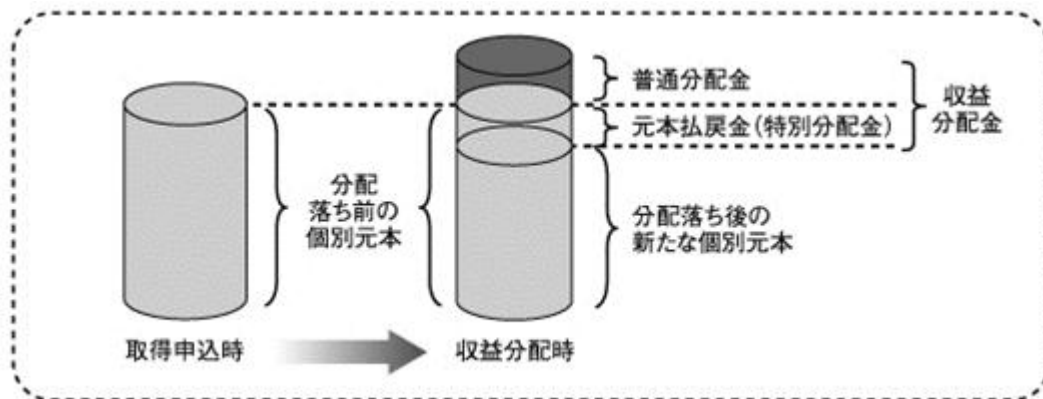 普通分配金
収益
分配金
元本払戻金(特別分配金)
分配
落ち前の
個別元本
分配落ち後の
新たな個別元本
取得申込時
収益分配時